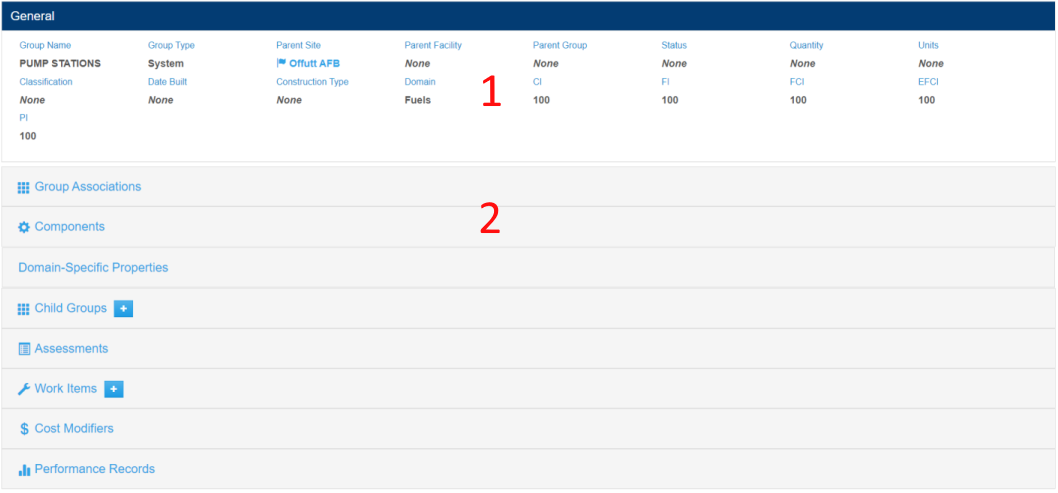 General
Group Name Group Type Parent Site Parent Facility Parent Group Status Quantity Units
PUMP STATIONS System Offutt AFB None None None None None
Classification Date Built Construction Type Domain CI FI FCI EFCI
None None None Fuels 100 100 100 100
1
PI
100
Group Associations
2
Components
Domain-Specific Properties
Child Groups +
Assessments
Work Items +
$ Cost Modifiers
Performance Records